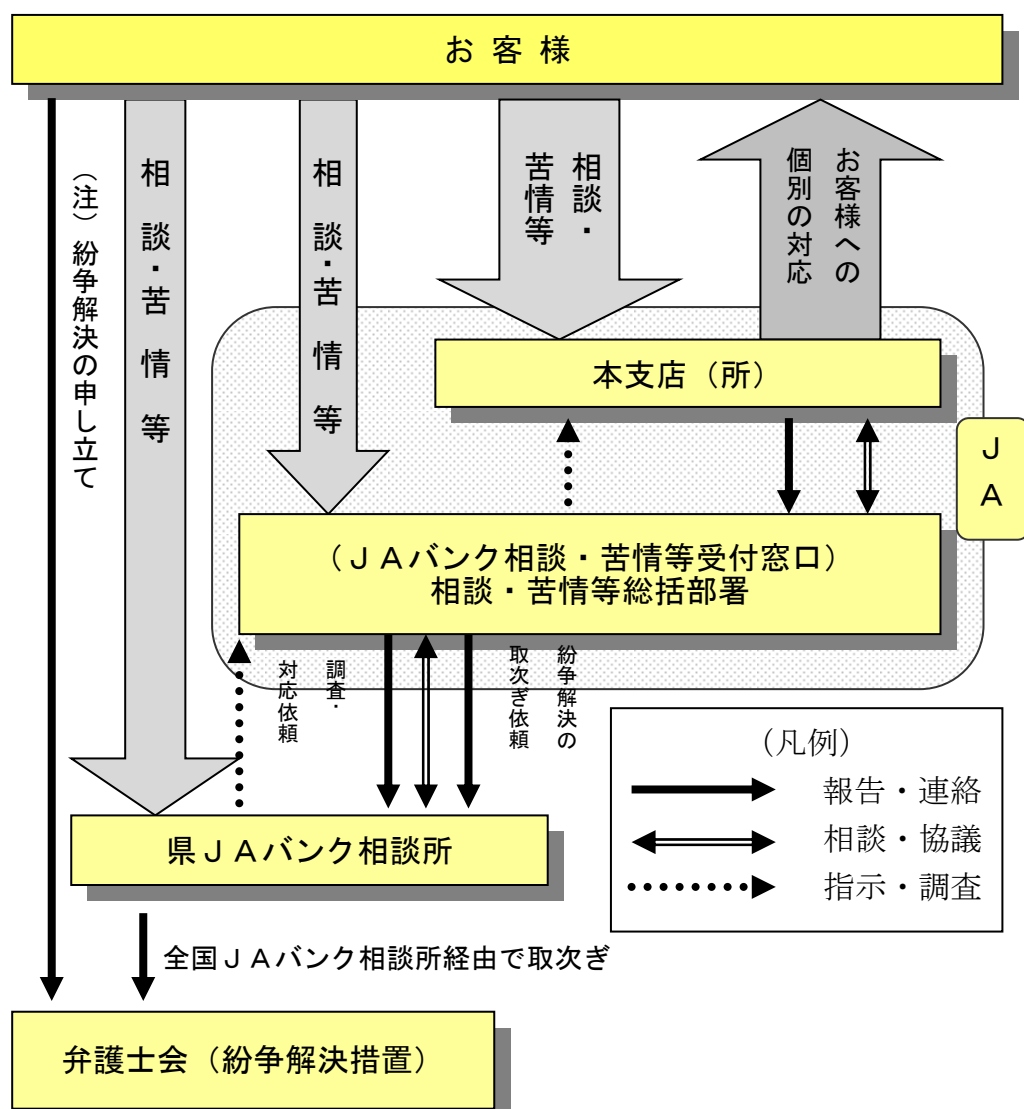 お 客 様
（注）紛争解決の申し立て
相 談・苦 情 等
相 談・苦 情 等
相談・
苦情等
お客様への
個別の対応
本支店（所）
ＪＡ
（ＪＡバンク相談・苦情等受付窓口）
相談・苦情等総括部署
調査・
対応依頼
紛争解決の
取次ぎ依頼
（凡例）
報告・連絡
相談・協議
指示・調査
県ＪＡバンク相談所
全国ＪＡバンク相談所経由で取次ぎ
弁護士会（紛争解決措置）